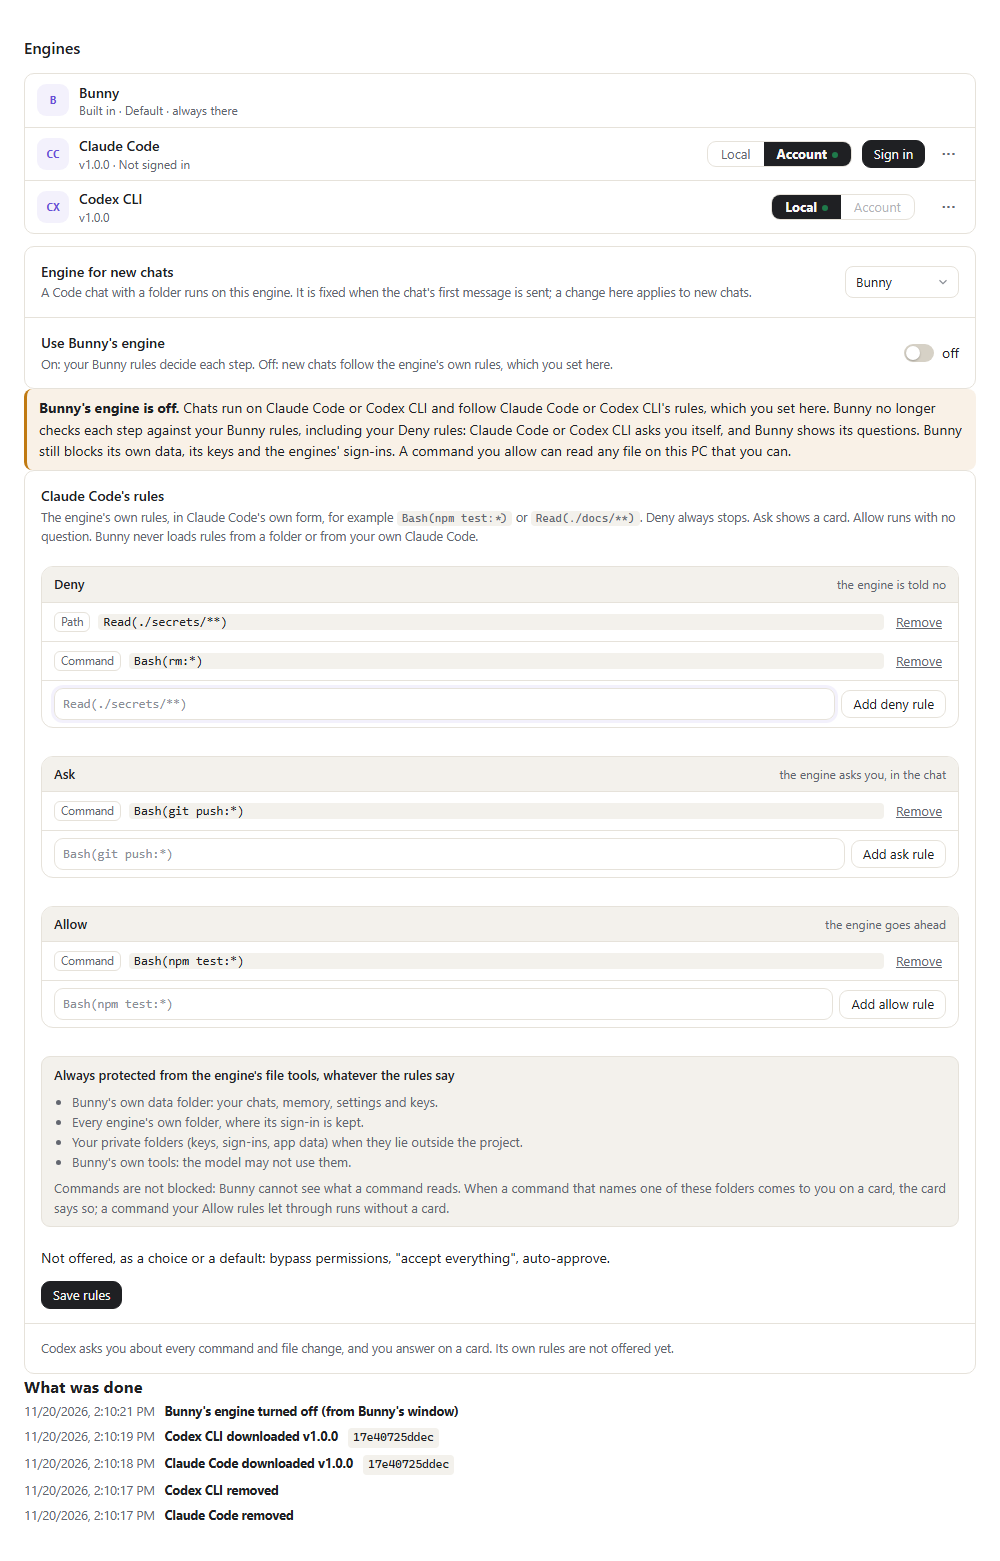 Engines
B
Bunny
Built in · Default · always there
CC
Claude Code
v1.0.0 · Not signed in
Local
Account
Sign in
···
CX
Codex CLI
v1.0.0
Local
Account
···
Engine for new chats
A Code chat with a folder runs on this engine. It is fixed when the chat's first message is sent; a change here applies to new chats.
Bunny
Use Bunny's engine
On: your Bunny rules decide each step. Off: new chats follow the engine's own rules, which you set here.
off
Bunny's engine is off. Chats run on Claude Code or Codex CLI and follow Claude Code or Codex CLI's rules, which you set here. Bunny no longer
checks each step against your Bunny rules, including your Deny rules: Claude Code or Codex CLI asks you itself, and Bunny shows its questions. Bunny
still blocks its own data, its keys and the engines' sign-ins. A command you allow can read any file on this PC that you can.
Claude Code's rules
The engine's own rules, in Claude Code's own form, for example Bash(npm test:*) or Read(./docs/**). Deny always stops. Ask shows a card. Allow runs with no
question. Bunny never loads rules from a folder or from your own Claude Code.
Deny
the engine is told no
Path
Read(./secrets/**)
Remove
Command
Bash(rm:*)
Remove
Read(./secrets/**)
Add deny rule
Ask
the engine asks you, in the chat
Command
Bash(git push:*)
Remove
Bash(git push:*)
Add ask rule
Allow
the engine goes ahead
Command
Bash(npm test:*)
Remove
Bash(npm test:*)
Add allow rule
Always protected from the engine's file tools, whatever the rules say
• Bunny's own data folder: your chats, memory, settings and keys.
• Every engine's own folder, where its sign-in is kept.
• Your private folders (keys, sign-ins, app data) when they lie outside the project.
• Bunny's own tools: the model may not use them.
Commands are not blocked: Bunny cannot see what a command reads. When a command that names one of these folders comes to you on a card, the card
says so; a command your Allow rules let through runs without a card.
Not offered, as a choice or a default: bypass permissions, "accept everything", auto-approve.
Save rules
Codex asks you about every command and file change, and you answer on a card. Its own rules are not offered yet.
What was done
11/20/2026, 2:10:21 PM Bunny's engine turned off (from Bunny's window)
11/20/2026, 2:10:19 PM Codex CLI downloaded v1.0.0 17e40725ddec
11/20/2026, 2:10:18 PM Claude Code downloaded v1.0.0 17e40725ddec
11/20/2026, 2:10:17 PM Codex CLI removed
11/20/2026, 2:10:17 PM Claude Code removed